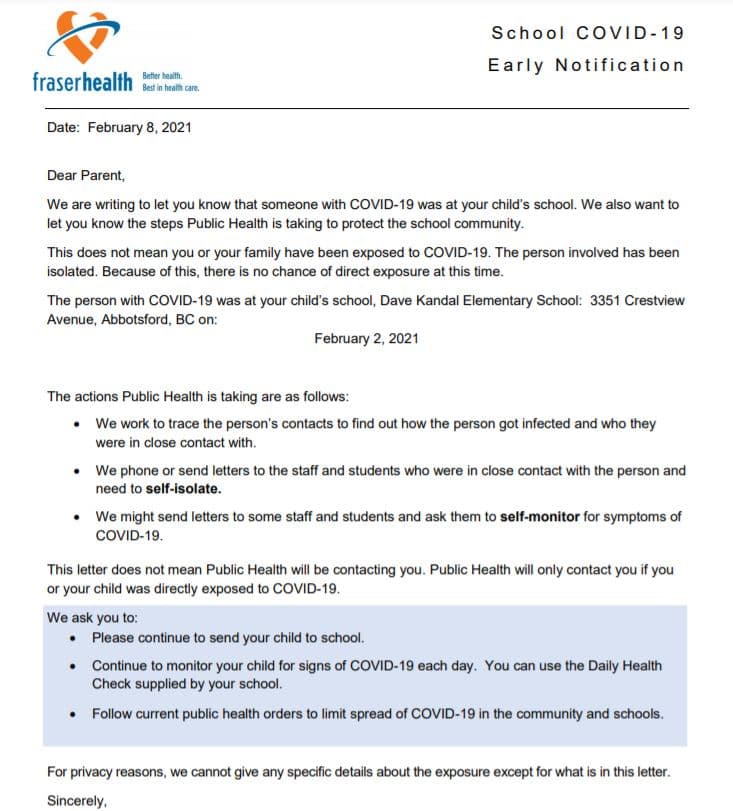 School COVID-19
Early Notification
fraserhealth
Better health.
Best in health care.
Date: February 8, 2021
Dear Parent,
We are writing to let you know that someone with COVID-19 was at your child's school. We also want to
let you know the steps Public Health is taking to protect the school community.
This does not mean you or your family have been exposed to COVID-19. The person involved has been
isolated. Because of this, there is no chance of direct exposure at this time.
The person with COVID-19 was at your child's school, Dave Kandal Elementary School: 3351 Crestview
Avenue, Abbotsford, BC on:
February 2, 2021
The actions Public Health is taking are as follows:
• We work to trace the person's contacts to find out how the person got infected and who they
were in close contact with.
• We phone or send letters to the staff and students who were in close contact with the person and
need to self-isolate.
• We might send letters to some staff and students and ask them to self-monitor for symptoms of
COVID-19.
This letter does not mean Public Health will be contacting you. Public Health will only contact you if you
or your child was directly exposed to COVID-19.
We ask you to:
• Please continue to send your child to school.
• Continue to monitor your child for signs of COVID-19 each day. You can use the Daily Health
Check supplied by your school.
• Follow current public health orders to limit spread of COVID-19 in the community and schools.
For privacy reasons, we cannot give any specific details about the exposure except for what is in this letter.
Sincerely,